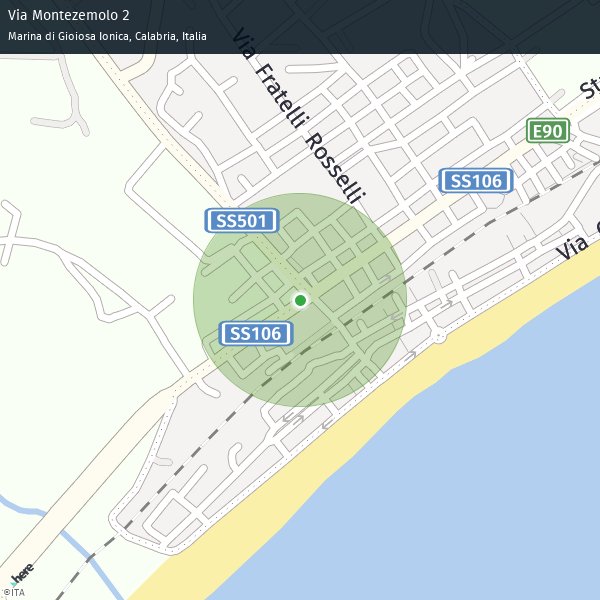 Via Montezemolo 2
Marina di Gioiosa Ionica, Calabria, Italia
Via Fratelli Rosselli
St
E90
SS106
SS501
Via
SS106
here
©ITA